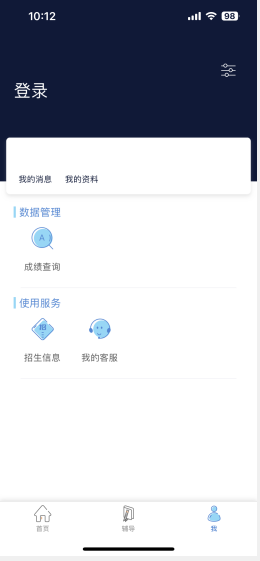 10:12
98
登录
我的消息 我的资料
数据管理
A
成绩查询
使用服务
招
招生信息 我的客服
首页 辅导 我